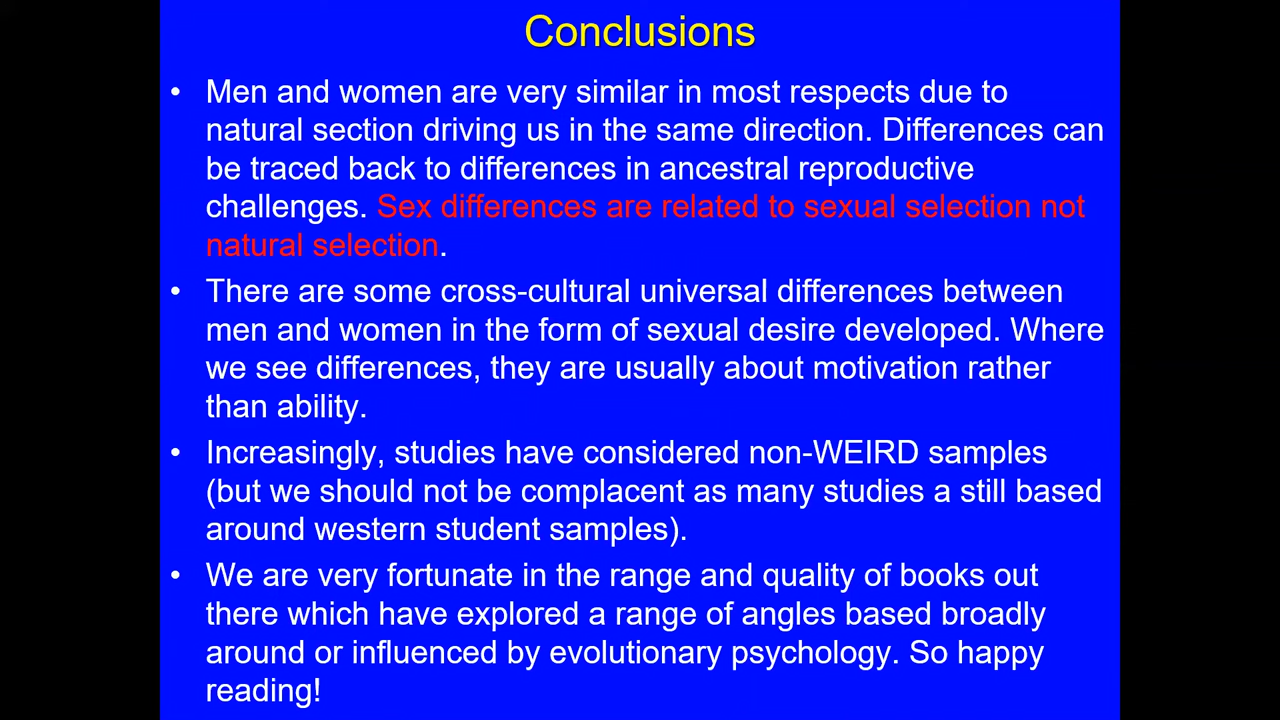 Conclusions
• Men and women are very similar in most respects due to
natural section driving us in the same direction. Differences can
be traced back to differences in ancestral reproductive
challenges. Sex differences are related to sexual selection not
natural selection.
• There are some cross-cultural universal differences between
men and women in the form of sexual desire developed. Where
we see differences, they are usually about motivation rather
than ability.
• Increasingly, studies have considered non-WEIRD samples
(but we should not be complacent as many studies a still based
around western student samples).
• We are very fortunate in the range and quality of books out
there which have explored a range of angles based broadly
around or influenced by evolutionary psychology. So happy
reading!